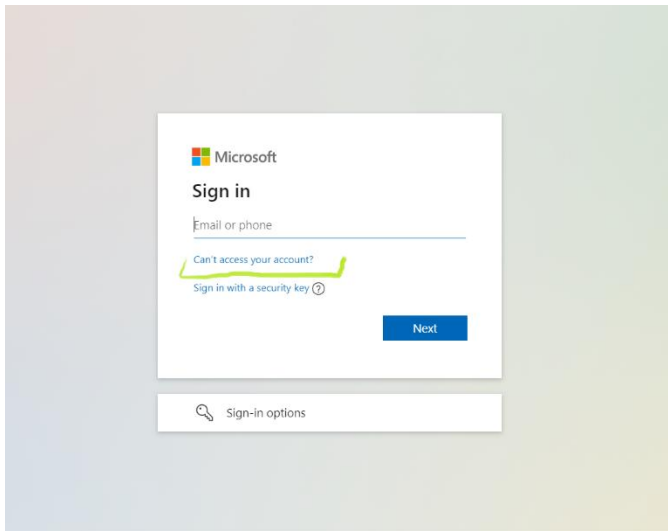 Microsoft
Sign in
Email or phone
Can't access your account?
Sign in with a security key ?
Next
Sign-in options